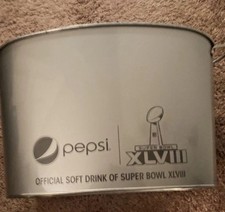 pepsi
SUPER BOWL
XLVIII
OFFICIAL SOFT DRINK OF SUPER BOWL XLVIII